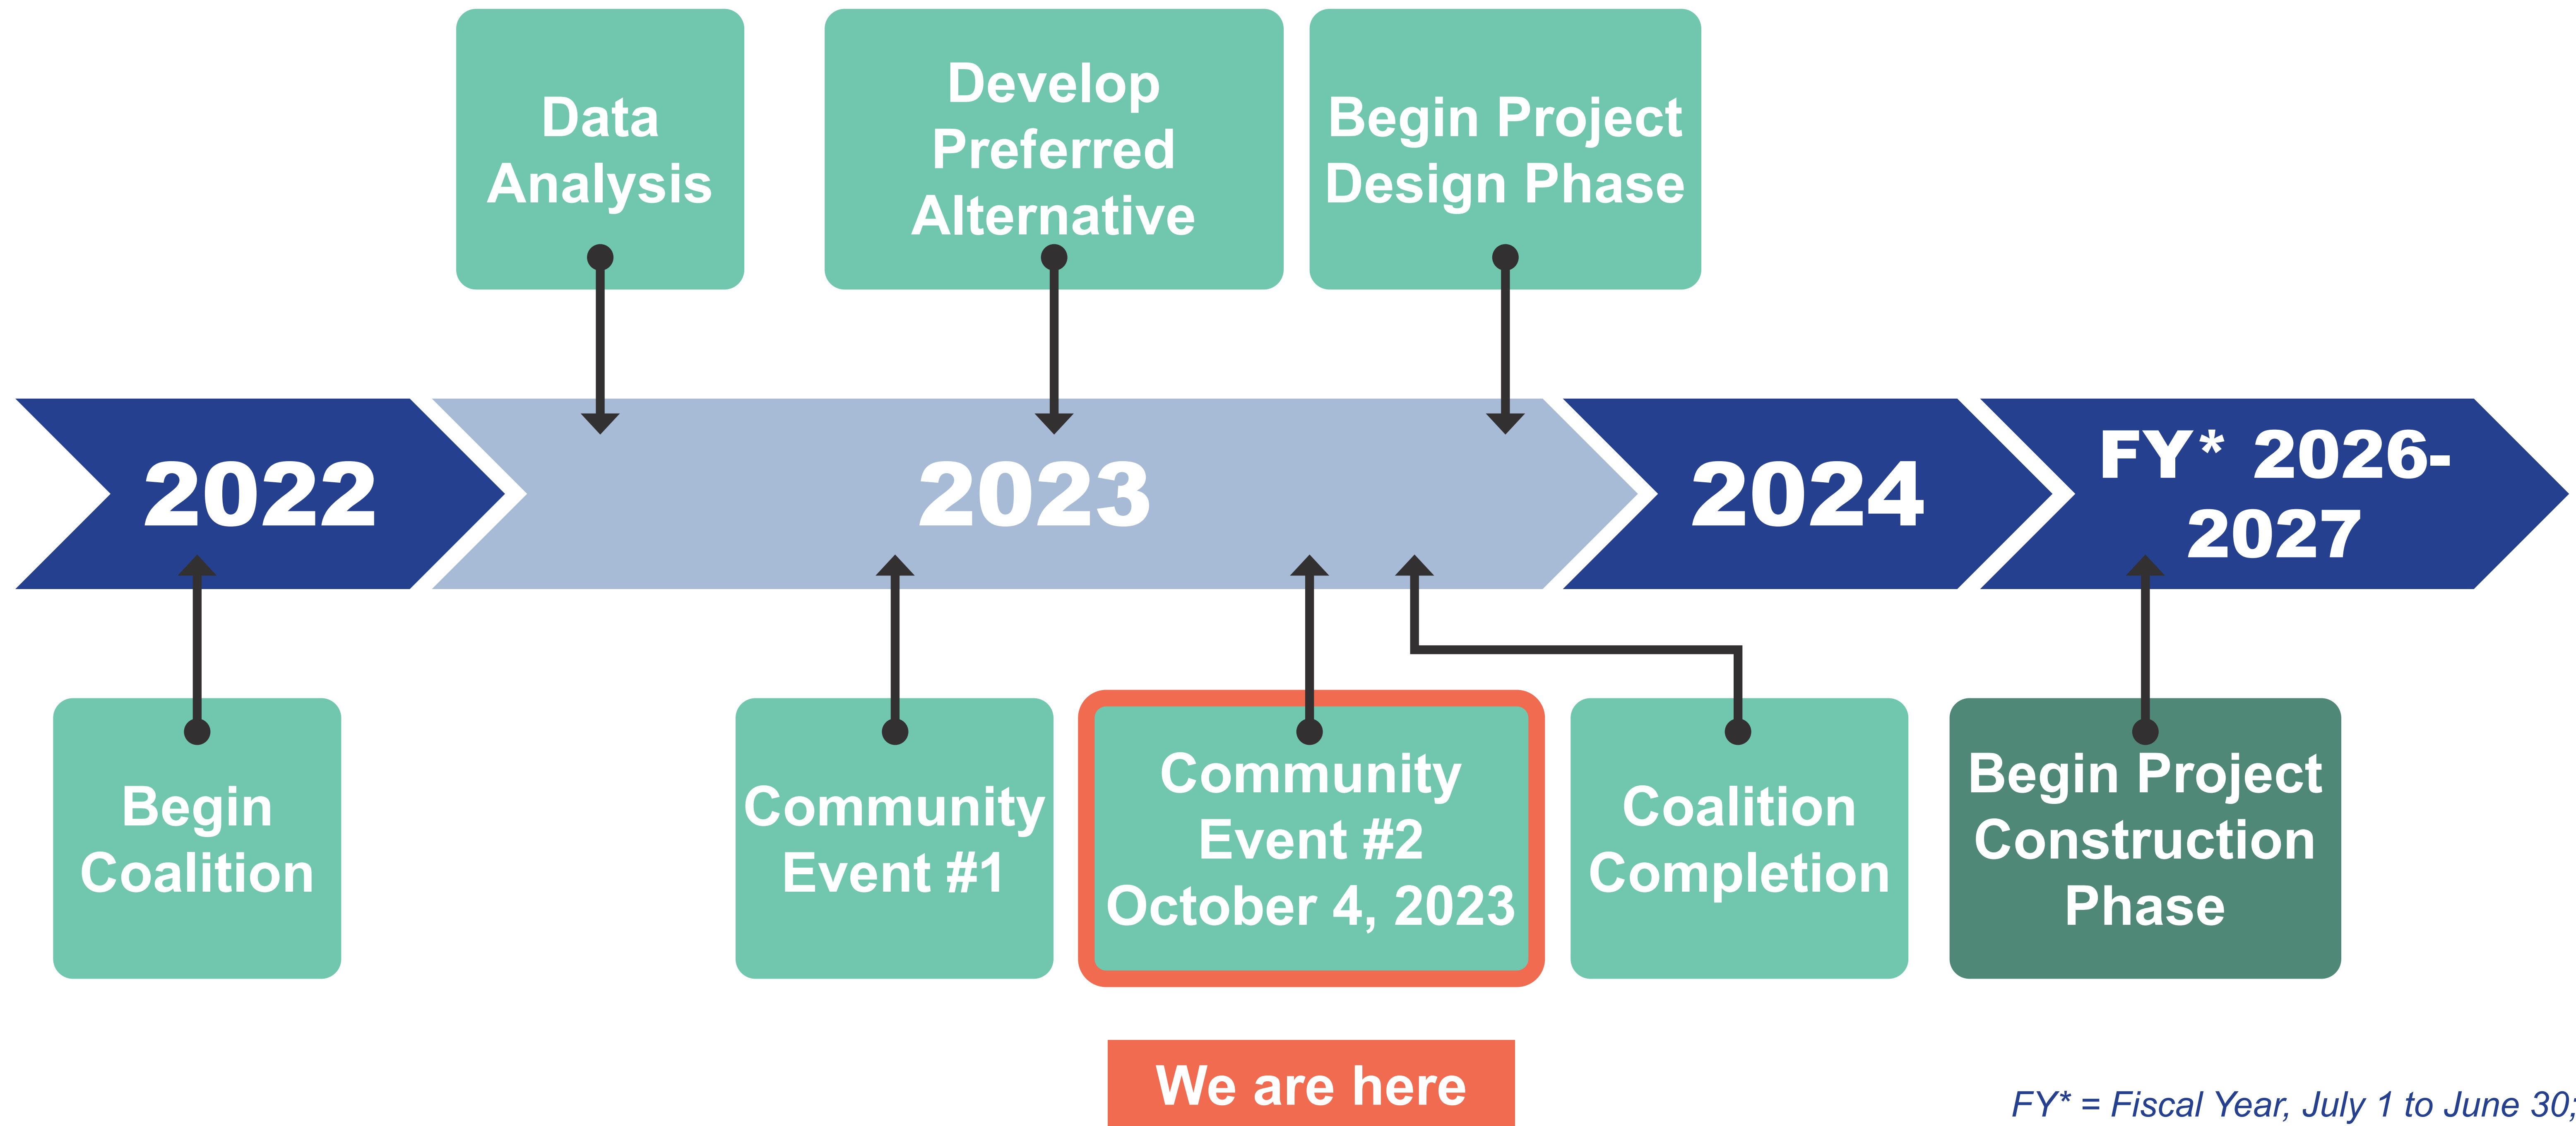 Data
Analysis
Develop
Preferred
Alternative
Begin Project
Design Phase
2022
2023
2024
FY* 2026-
2027
Begin
Coalition
Community
Event #1
Community
Event #2
October 4, 2023
Coalition
Completion
Begin Project
Construction
Phase
We are here
FY* = Fiscal Year, July 1 to June 30;